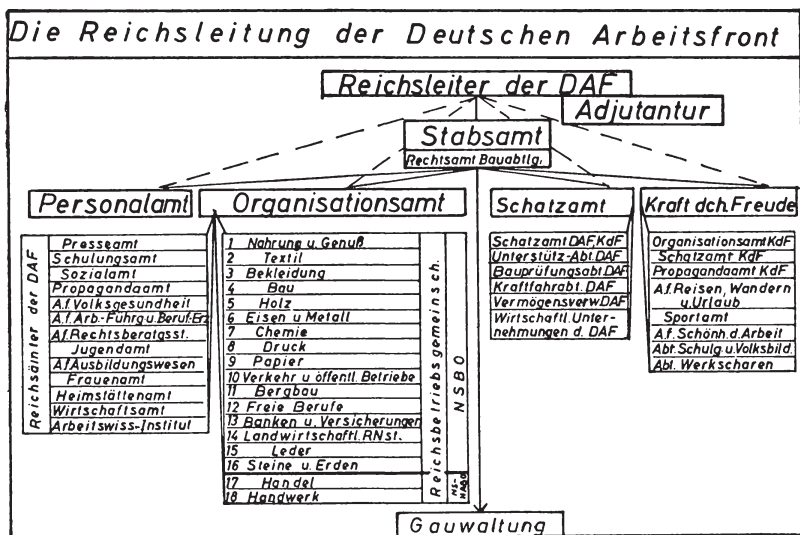 Die Reichsleitung der Deutschen Arbeitsfront
Reichsleiter der DAF
Adjutantur
Stabsamt
Rechtsamt Bauabtlg.
Personalamt
Organisationsamt
Schatzamt
Kraft dch. Freude
Reichsämter der DAF
Presseamt
Schulungsamt
Sozialamt
Propagandaamt
A.f.Volksgesundheit
A.f.Arb-Führg u.Beruf.Erz
Af.Rechtsberatgsst.
Jugendamt
Af.Ausbildungswesen
Frauenamt
Heimstättenamt
Wirtschaftsamt
Arbeitswiss-Institut
1 Nahrung u. Genuß
2 Textil
3 Bekleidung
4 Bau
5 Holz
6 Eisen u Metall
7 Chemie
8 Druck
9 Papier
10 Verkehr u öffentl. Betriebe
11 Bergbau
12 Freie Berufe
13 Banken u. Versicherungen
14 Landwirtschaftl. RNst.
15 Leder
16 Steine u. Erden
17 Handel
18 Handwerk
Reichsbetriebsgemeinsch.
NSBO
NS-
HAGO
Schatzamt DAF,KdF
Unterstütz-Abt.DAF
Bauprüfungsabt.DAF
Kraftfahrabt. DAF
Vermögensverw.DAF
Wirtschaftl. Unter-
nehmungen d. DAF
Organisationsamt KdF
Schatzamt KdF
Propagandaamt KdF
A.f.Reisen, Wandern
u.Urlaub
Sportamt
A.f.Schönh.d.Arbeit
Abt.Schulg.u.Volksbild.
Abt. Werkscharen
Gauwaltung